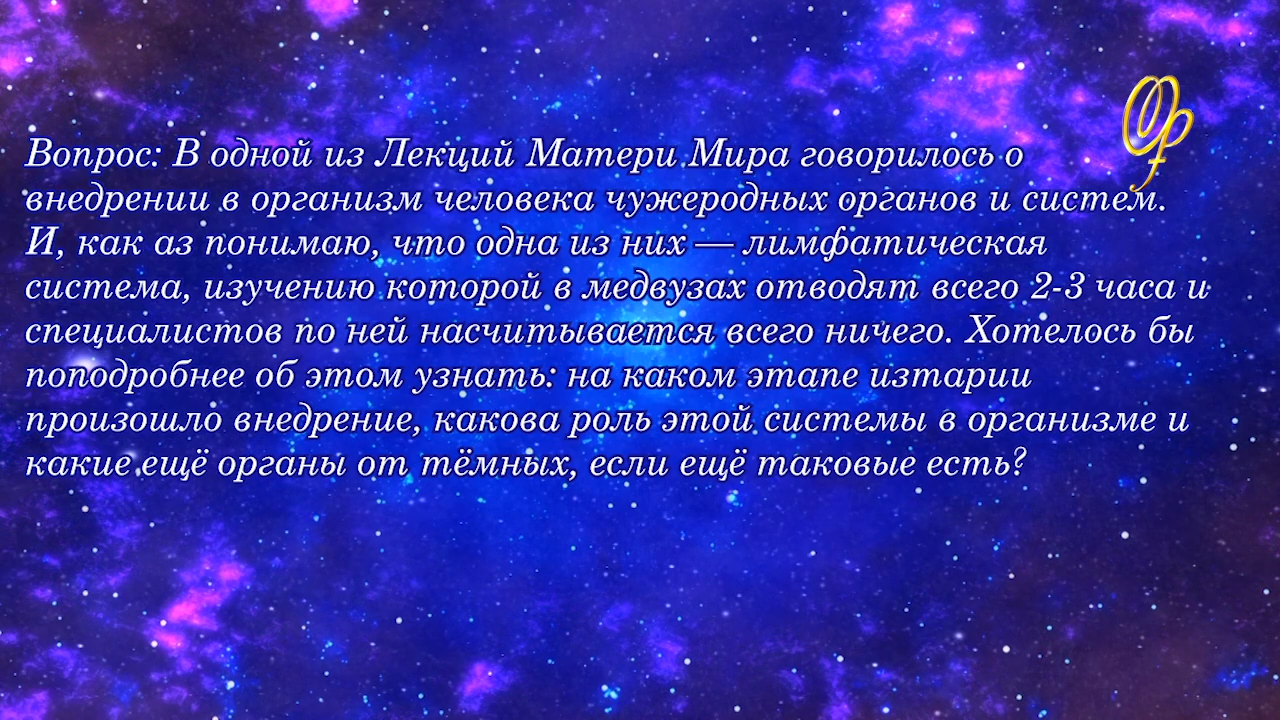 Вопрос: В одной из Лекций Матери Мира говорилось о
внедрении в организм человека чужеродных органов и систем.
И, как аз понимаю, что одна из них — лимфатическая
система, изучению которой в медвузах отводят всего 2-3 часа и
специалистов по ней насчитывается всего ничего. Хотелось бы
поподробнее об этом узнать: на каком этапе изтарии
произошло внедрение, какова роль этой системы в организме и
какие ещё органы от тёмных, если ещё таковые есть?